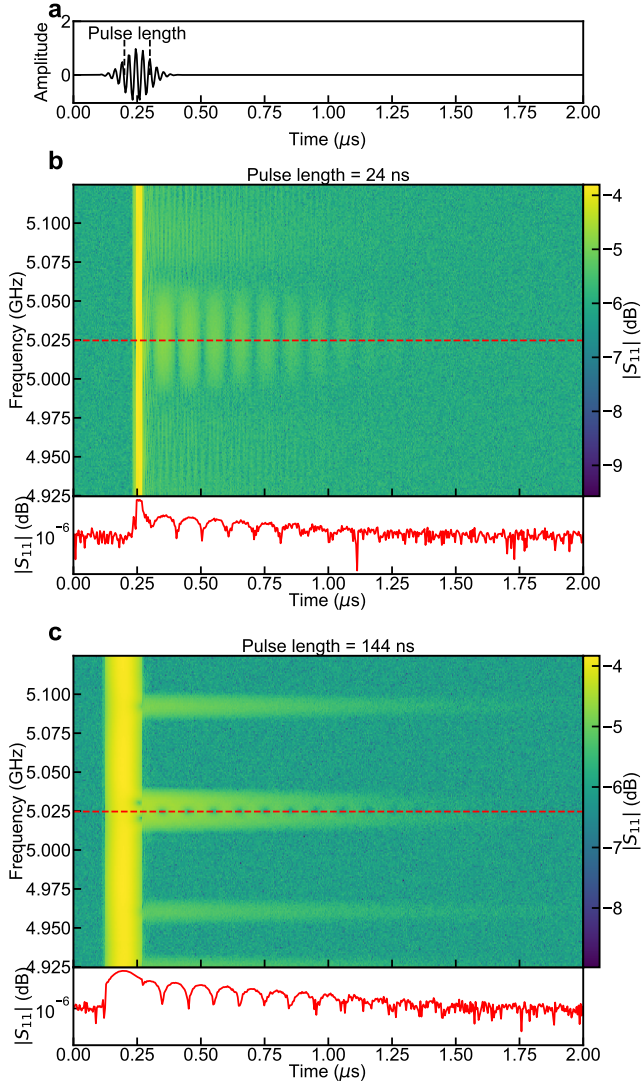 a
2
Pulse length
0
Amplitude
0.00 0.25 0.50 0.75 1.00 1.25 1.50 1.75 2.00
Time (μs)
b
Pulse length = 24 ns
5.100
5.075
5.050
5.025
5.000
4.975
4.950
4.925
Frequency (GHz)
−4
−5
−6
−7
−8
−9
|S₁₁| (dB)
10⁻⁶
|S₁₁| (dB)
0.00 0.25 0.50 0.75 1.00 1.25 1.50 1.75 2.00
Time (μs)
c
Pulse length = 144 ns
5.100
5.075
5.050
5.025
5.000
4.975
4.950
4.925
Frequency (GHz)
−4
−5
−6
−7
−8
|S₁₁| (dB)
10⁻⁶
|S₁₁| (dB)
0.00 0.25 0.50 0.75 1.00 1.25 1.50 1.75 2.00
Time (μs)